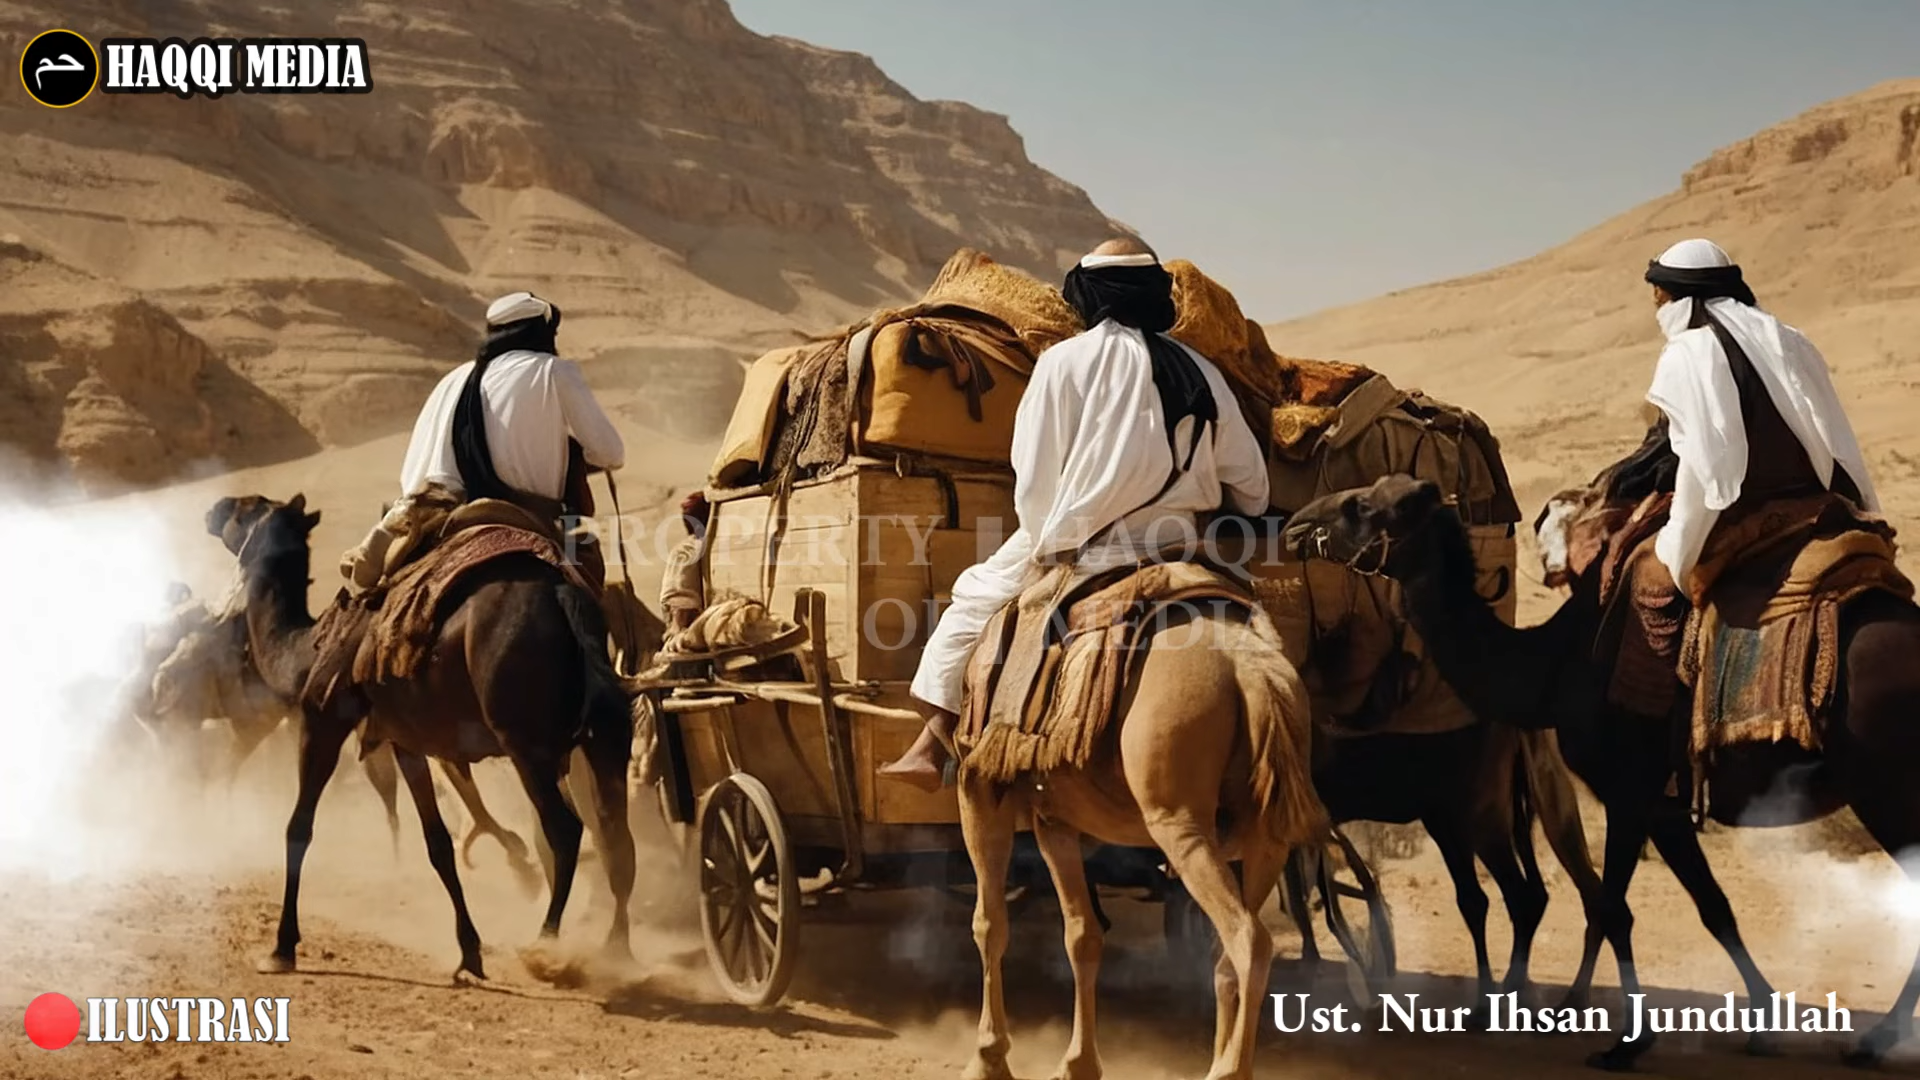 حم
HAQQI MEDIA
PROPERTY | HAQQI
OF | MEDIA
ILUSTRASI
Ust. Nur Ihsan Jundullah